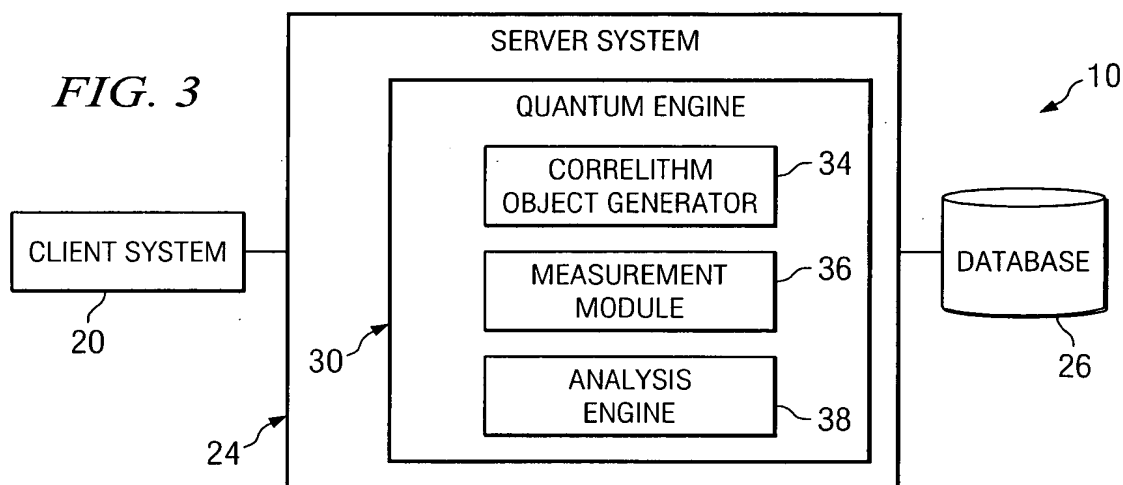 FIG. 3
SERVER SYSTEM
10
QUANTUM ENGINE
CORRELITHM
OBJECT GENERATOR
34
CLIENT SYSTEM
20
MEASUREMENT
MODULE
36
DATABASE
26
30
ANALYSIS
ENGINE
38
24